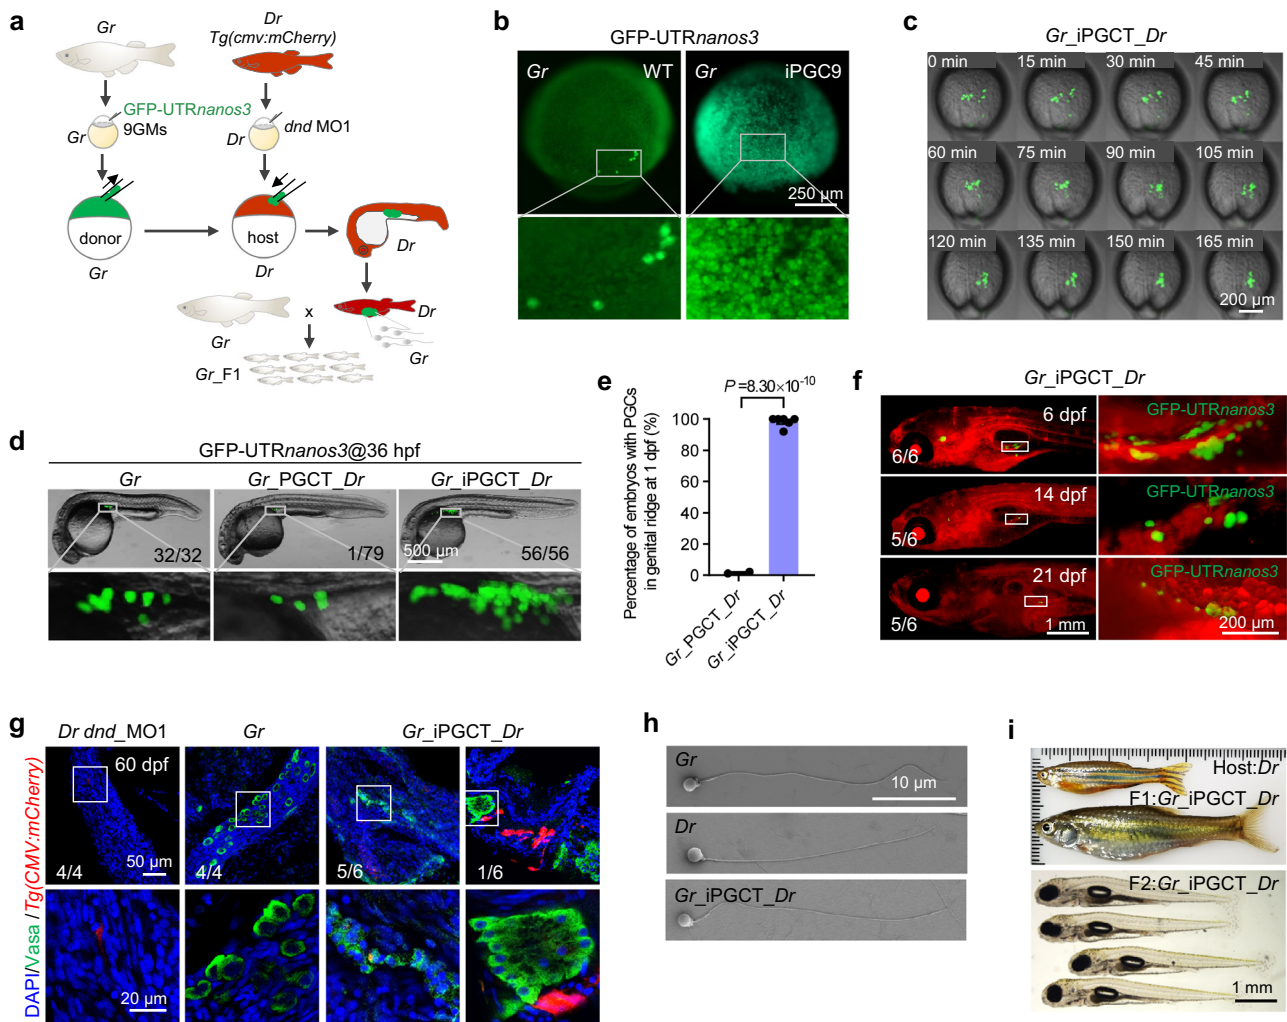 a
Gr
Dr
Tg(cmv:mCherry)
GFP-UTRnanos3
9GMs
Gr
Dr
dnd MO1
donor
host
Gr
Dr
Dr
Gr
x
Dr
Gr
Gr_F1
b
GFP-UTRnanos3
Gr
WT
Gr
iPGC9
250 µm
c
Gr_iPGCT_Dr
0 min
15 min
30 min
45 min
60 min
75 min
90 min
105 min
120 min
135 min
150 min
165 min
200 µm
d
GFP-UTRnanos3@36 hpf
Gr
Gr_PGCT_Dr
Gr_iPGCT_Dr
32/32
1/79
500 µm
56/56
e
P =8.30×10-10
Percentage of embryos with PGCs
in genital ridge at 1 dpf (%)
100
80
60
40
20
0
Gr_PGCT_Dr
Gr_iPGCT_Dr
f
Gr_iPGCT_Dr
6 dpf
GFP-UTRnanos3
6/6
14 dpf
GFP-UTRnanos3
5/6
21 dpf
GFP-UTRnanos3
5/6
1 mm
200 µm
g
Dr dnd_MO1
Gr
Gr_iPGCT_Dr
DAPI/Vasa /Tg(CMV:mCherry)
60 dpf
4/4
50 µm
4/4
5/6
1/6
20 µm
h
Gr
10 µm
Dr
Gr_iPGCT_Dr
i
Host:Dr
F1:Gr_iPGCT_Dr
F2:Gr_iPGCT_Dr
1 mm